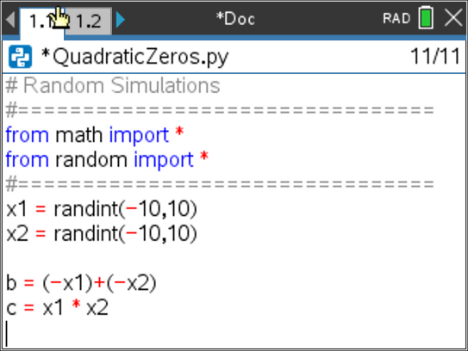 1.1 1.2 *Doc RAD
*QuadraticZeros.py 11/11
# Random Simulations
#================================
from math import *
from random import *
#================================
x1 = randint(-10,10)
x2 = randint(-10,10)
b = (-x1)+(-x2)
c = x1 * x2